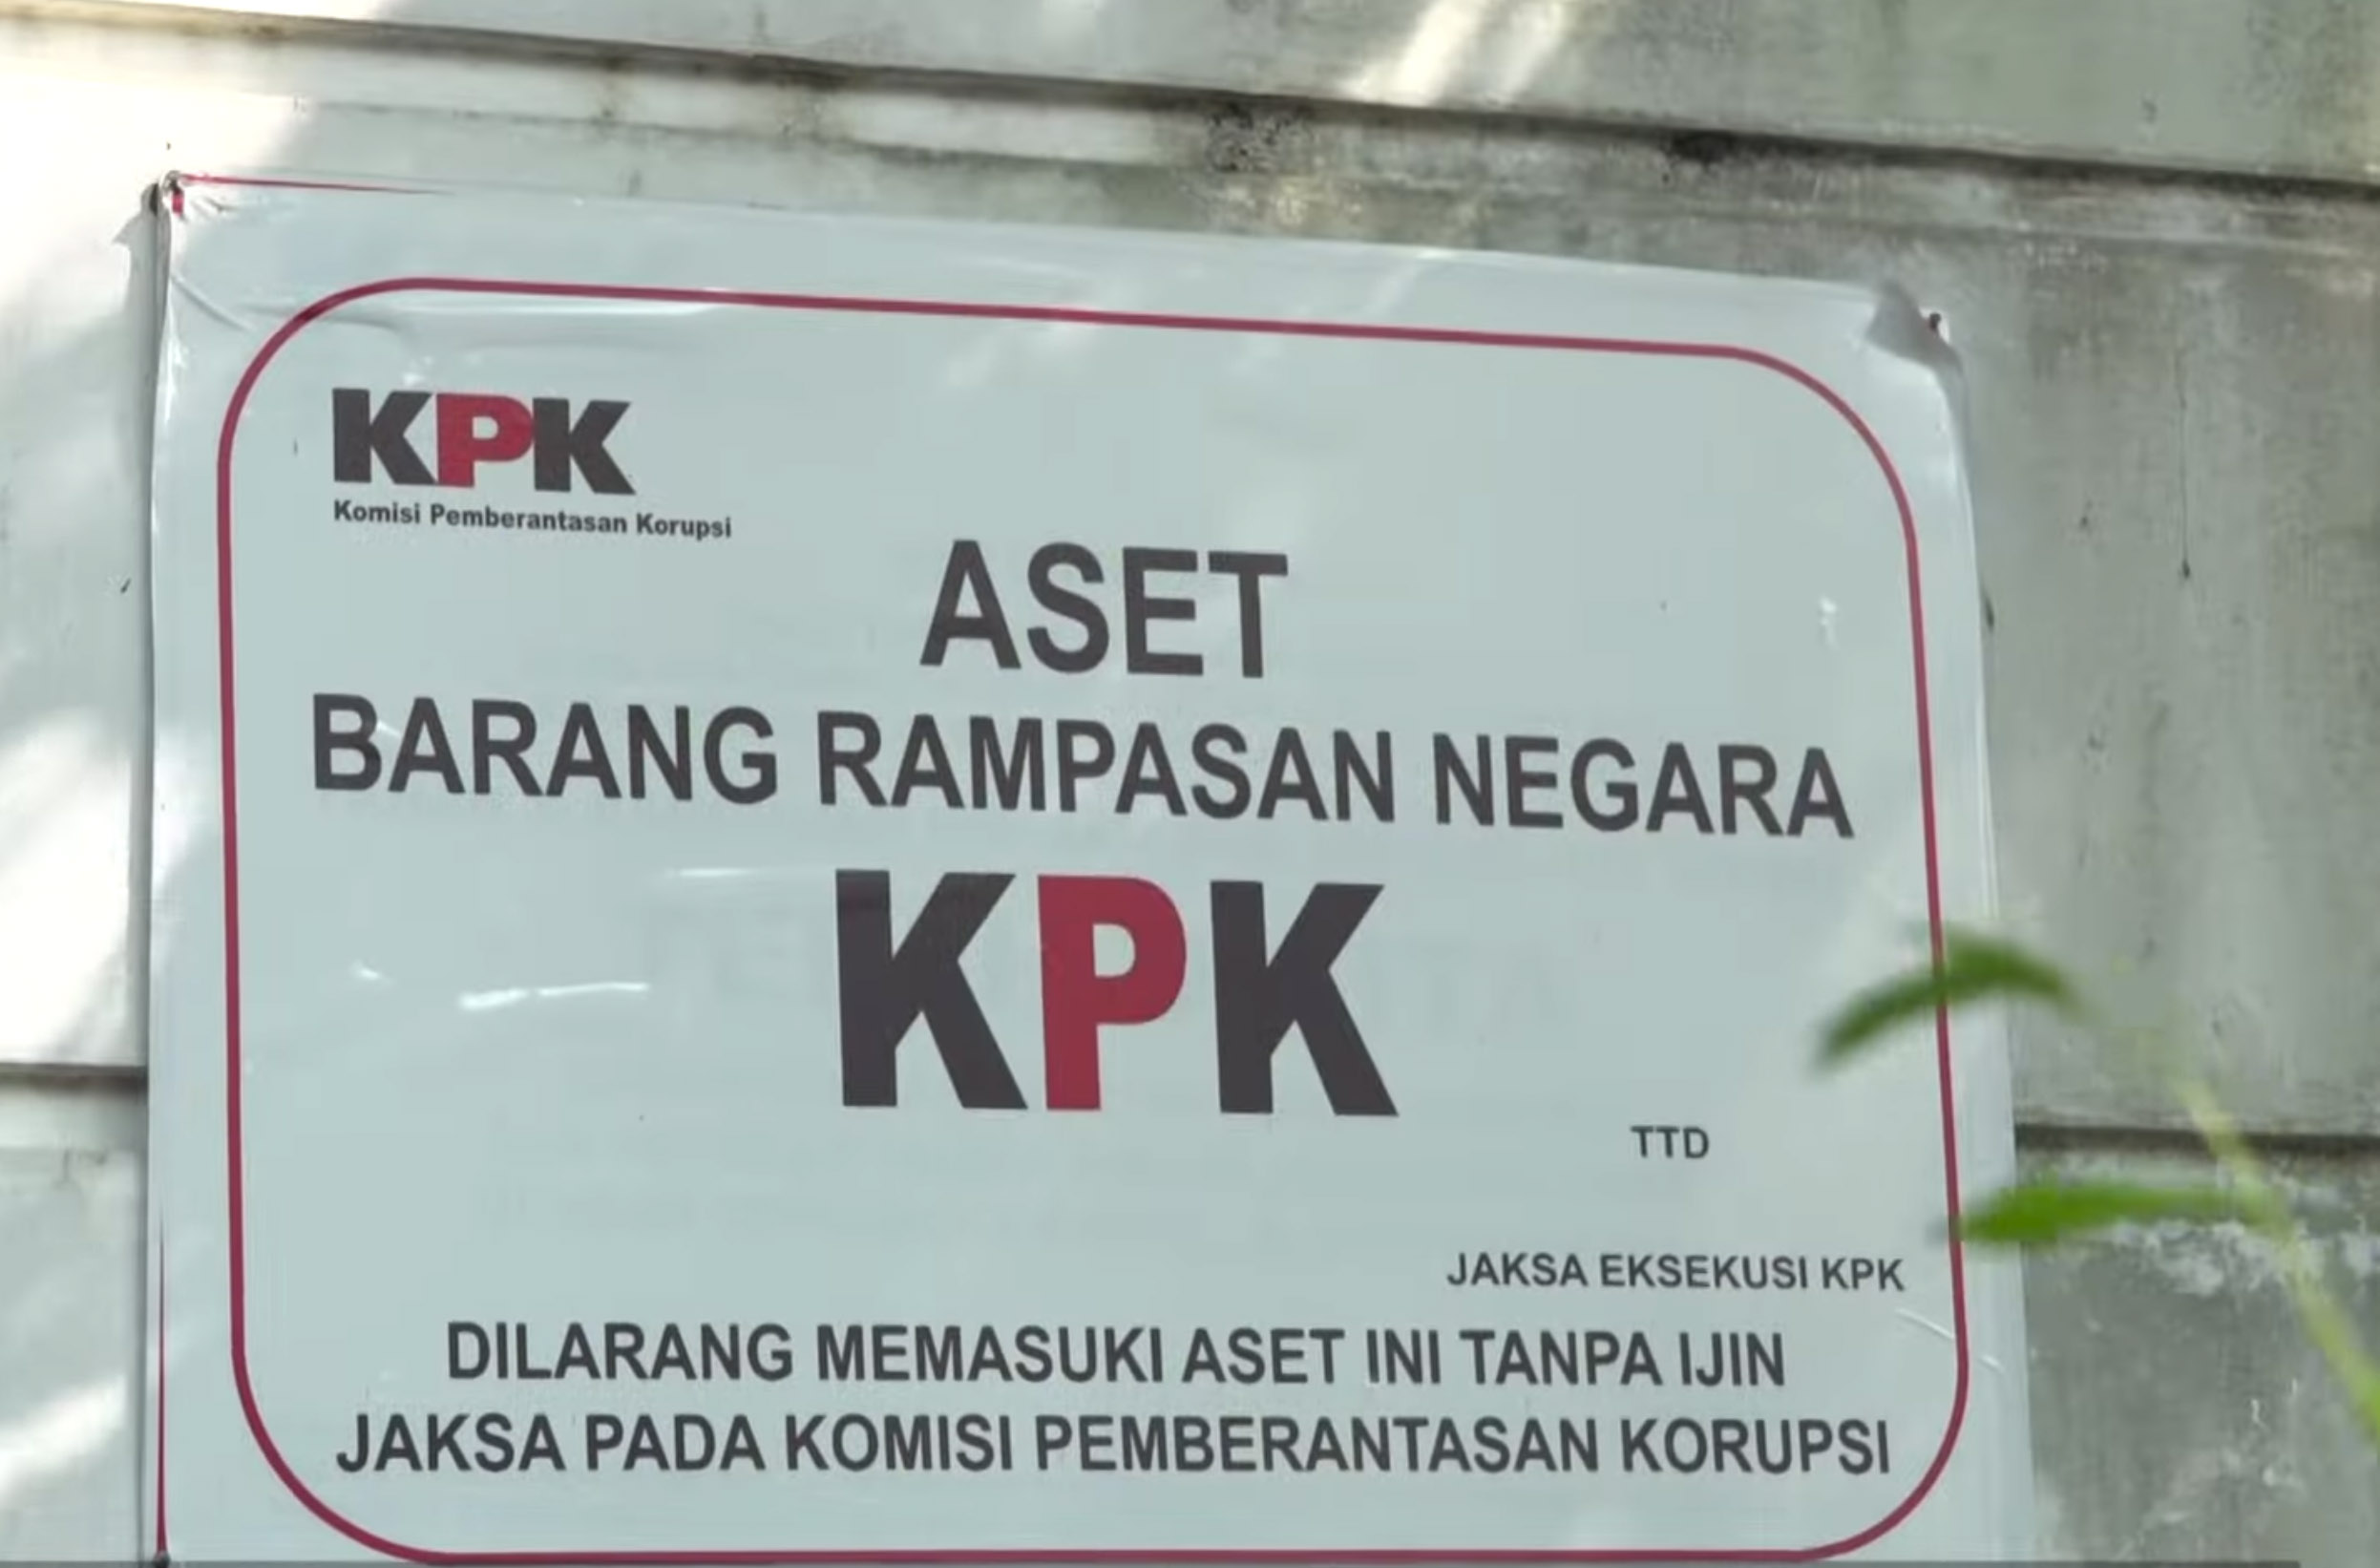 KPK
Komisi Pemberantasan Korupsi
ASET
BARANG RAMPASAN NEGARA
KPK
TTD
JAKSA EKSEKUSI KPK
DILARANG MEMASUKI ASET INI TANPA IJIN
JAKSA PADA KOMISI PEMBERANTASAN KORUPSI